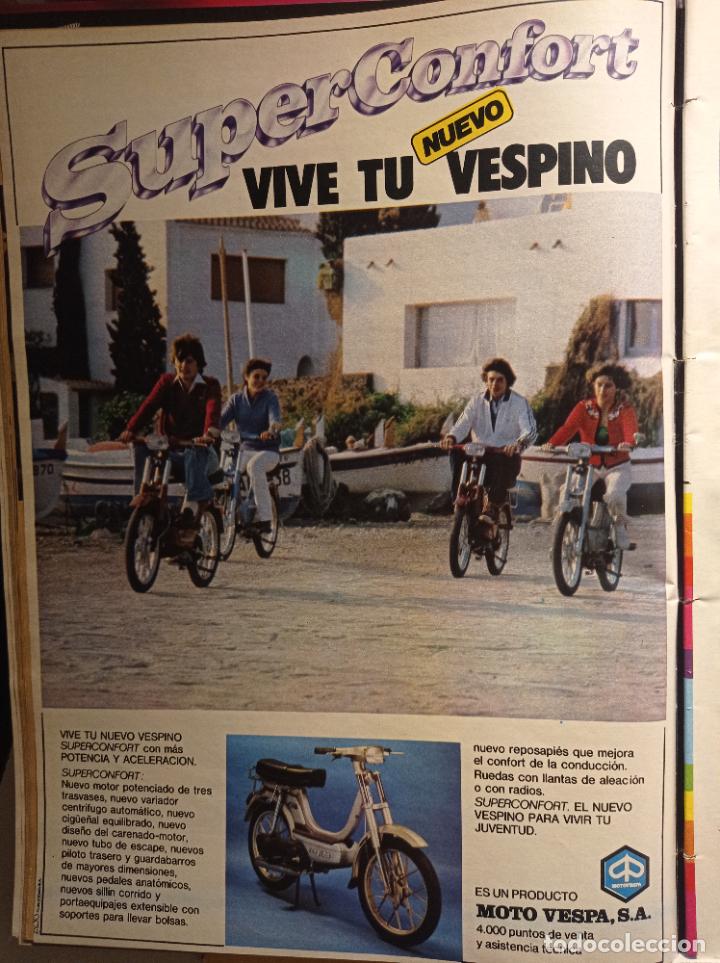 SuperConfort
NUEVO
VIVE TU VESPINO
VIVE TU NUEVO VESPINO
SUPERCONFORT con más
POTENCIA Y ACELERACION.
SUPERCONFORT:
Nuevo motor potenciado de tres
trasvases, nuevo variador
centrifugo automático, nuevo
cigüeñal equilibrado, nuevo
diseño del carenado-motor,
nuevo tubo de escape, nuevos
piloto trasero y guardabarros
de mayores dimensiones,
nuevos pedales anatómicos,
nuevos sillin corrido y
portaequipajes extensible con
soportes para llevar bolsas.
nuevo reposapiés que mejora
el confort de la conducción.
Ruedas con llantas de aleación
o con radios.
SUPERCONFORT. EL NUEVO
VESPINO PARA VIVIR TU
JUVENTUD.
MOTOVESPA
ES UN PRODUCTO
MOTO VESPA, S.A.
4.000 puntos de venta
y asistencia técnica
todocoleccion